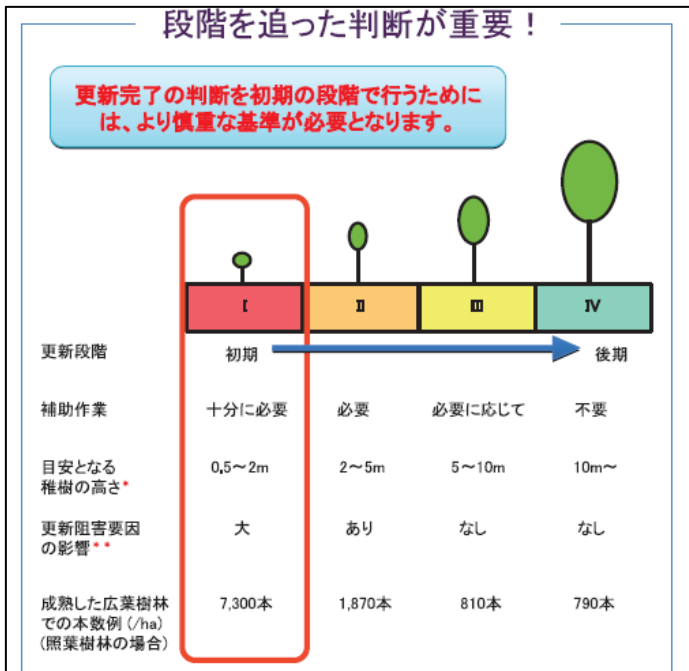 段階を追った判断が重要！
更新完了の判断を初期の段階で行うために
は、より慎重な基準が必要となります。
I II III IV
更新段階 初期 後期
補助作業 十分に必要 必要 必要に応じて 不要
目安となる
稚樹の高さ* 0.5～2m 2～5m 5～10m 10m～
更新阻害要因
の影響** 大 あり なし なし
成熟した広葉樹林
での本数例(/ha) 7,300本 1,870本 810本 790本
(照葉樹林の場合)